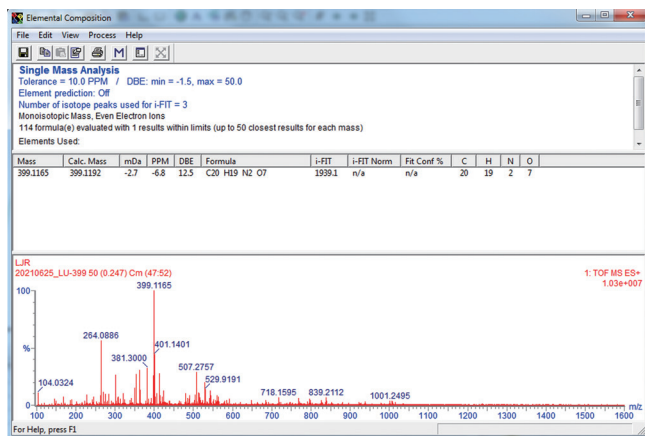 Elemental Composition
File Edit View Process Help
Single Mass Analysis
Tolerance = 10.0 PPM / DBE: min = -1.5, max = 50.0
Element prediction: Off
Number of isotope peaks used for i-FIT = 3
Monoisotopic Mass, Even Electron Ions
114 formula(e) evaluated with 1 results within limits (up to 50 closest results for each mass)
Elements Used:
Mass Calc. Mass mDa PPM DBE Formula i-FIT i-FIT Norm Fit Conf % C H N O
399.1165 399.1192 -2.7 -6.8 12.5 C20 H19 N2 O7 1939.1 n/a n/a 20 19 2 7
LJR
20210625_LU-399 50 (0.247) Cm (47:52)
1: TOF MS ES+
1.03e+007
100
399.1165
264.0886
401.1401
%
381.3000
507.2757
529.9191
104.0324
718.1595
839.2112
1001.2495
0
m/z
100 200 300 400 500 600 700 800 900 1000 1100 1200 1300 1400 1500 1600
For Help, press F1